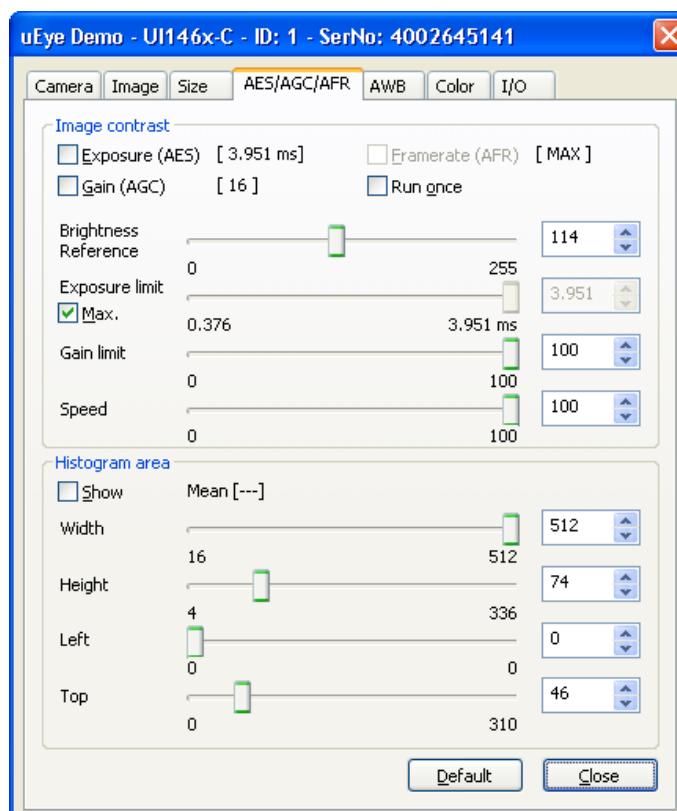 uEye Demo - UI146x-C - ID: 1 - SerNo: 4002645141
Camera Image Size AES/AGC/AFR AWB Color I/O
Image contrast
Exposure (AES) [ 3.951 ms] Framerate (AFR) [ MAX ]
Gain (AGC) [ 16 ] Run once
Brightness Reference 114
0 255
Exposure limit 3.951
Max.
0.376 3.951 ms
Gain limit 100
0 100
Speed 100
0 100
Histogram area
Show Mean [---]
Width 512
16 512
Height 74
4 336
Left 0
0 0
Top 46
0 310
Default Close